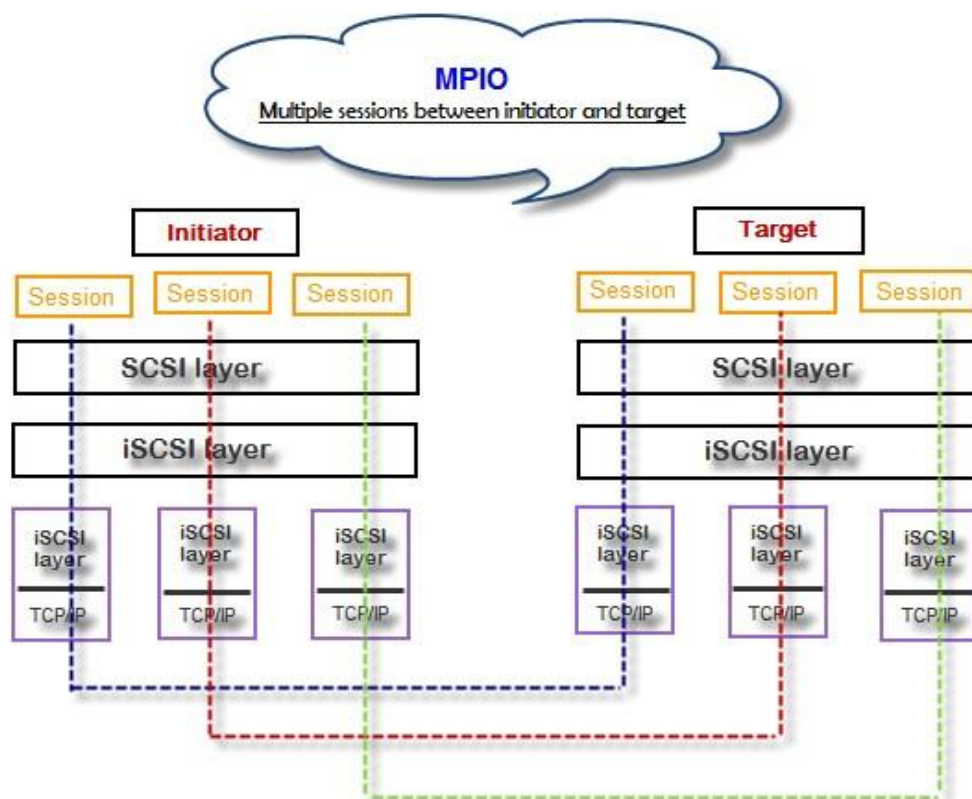 MPIO
Multiple sessions between initiator and target
Initiator
Target
Session
Session
Session
Session
Session
Session
SCSI layer
SCSI layer
iSCSI layer
iSCSI layer
iSCSI
layer
TCP/IP
iSCSI
layer
TCP/IP
iSCSI
layer
TCP/IP
iSCSI
layer
TCP/IP
iSCSI
layer
TCP/IP
iSCSI
layer
TCP/IP